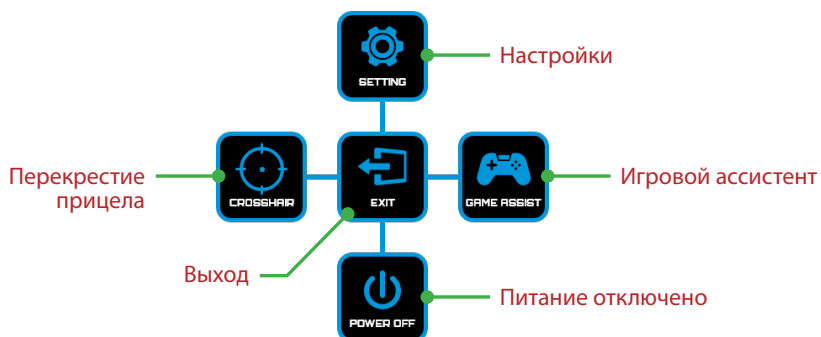 SETTING
Настройки
Перекрестие
прицела
CROSSHAIR
EXIT
GAME ASSIST
Игровой ассистент
Выход
POWER OFF
Питание отключено